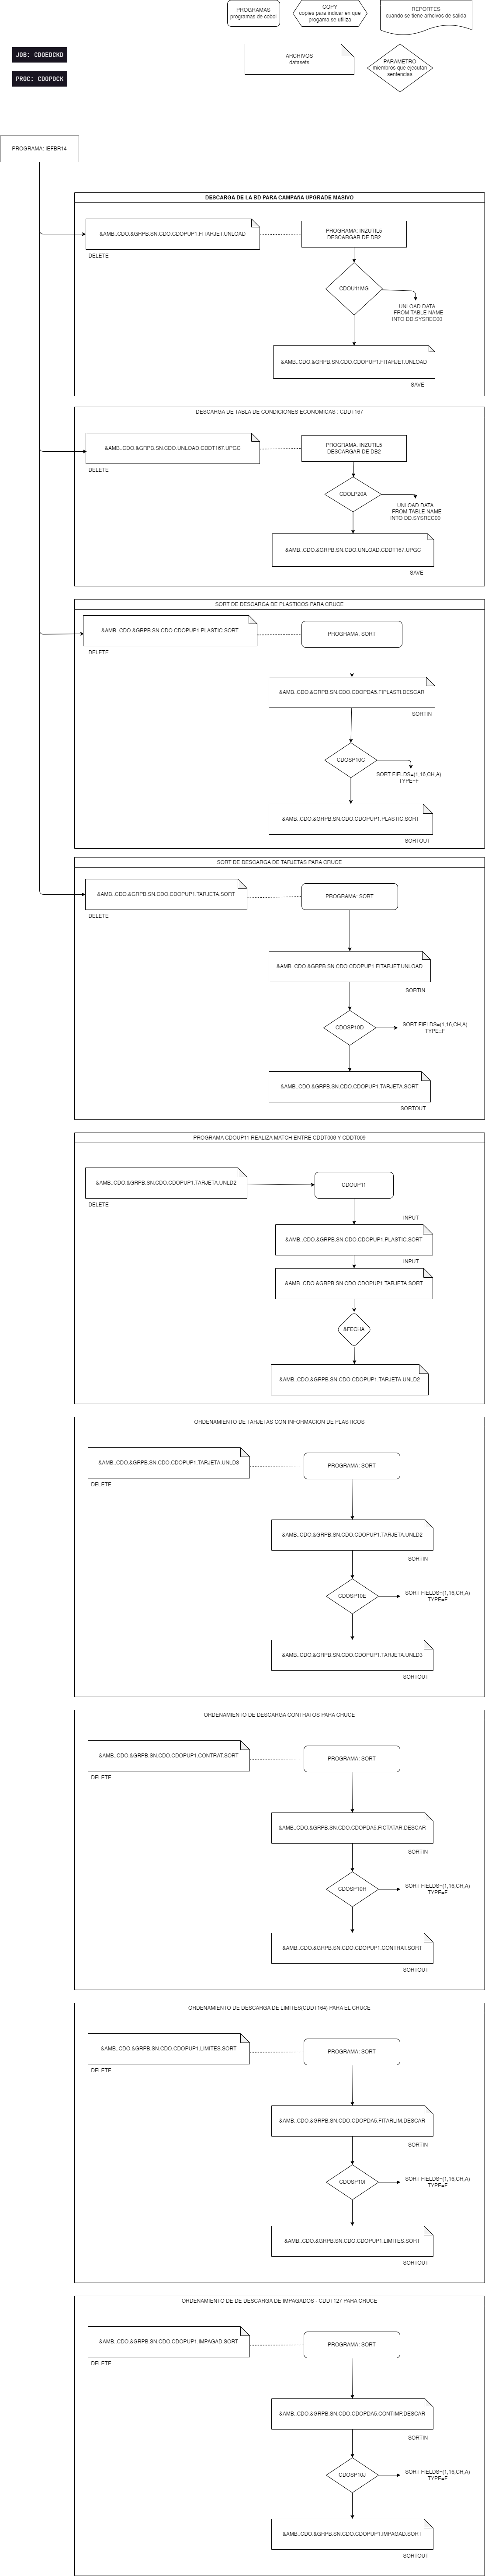 PROGRAMAS
programas de cobol
COPY
copies para indicar en que
progama se utiliza
REPORTES
cuando se tiene arhcivos de salida
JOB: CDOEDCKD
PROC: CDOPDCK
ARCHIVOS
datasets
PARAMETRO
miembros que ejecutan
sentencias
PROGRAMA: IEFBR14
DESCARGA DE LA BD PARA CAMPAñA UPGRADE MASIVO
&AMB..CDO.&GRPB.SN.CDO.CDOPUP1.FITARJET.UNLOAD
DELETE
PROGRAMA: INZUTIL5
DESCARGAR DE DB2
CDOU11MG
UNLOAD DATA
FROM TABLE NAME
INTO DD:SYSREC00
&AMB..CDO.&GRPB.SN.CDO.CDOPUP1.FITARJET.UNLOAD
SAVE
DESCARGA DE TABLA DE CONDICIONES ECONOMICAS : CDDT167
&AMB..CDO.&GRPB.SN.CDO.UNLOAD.CDDT167.UPGC
DELETE
PROGRAMA: INZUTIL5
DESCARGAR DE DB2
CDOLP20A
UNLOAD DATA
FROM TABLE NAME
INTO DD:SYSREC00
&AMB..CDO.&GRPB.SN.CDO.UNLOAD.CDDT167.UPGC
SAVE
SORT DE DESCARGA DE PLASTICOS PARA CRUCE
&AMB..CDO.&GRPB.SN.CDO.CDOPUP1.PLASTIC.SORT
DELETE
PROGRAMA: SORT
&AMB..CDO.&GRPB.SN.CDO.CDOPDA5.FIPLASTI.DESCAR
SORTIN
CDOSP10C
SORT FIELDS=(1,16,CH,A)
TYPE=F
&AMB..CDO.&GRPB.SN.CDO.CDOPUP1.PLASTIC.SORT
SORTOUT
SORT DE DESCARGA DE TARJETAS PARA CRUCE
&AMB..CDO.&GRPB.SN.CDO.CDOPUP1.TARJETA.SORT
DELETE
PROGRAMA: SORT
&AMB..CDO.&GRPB.SN.CDO.CDOPUP1.FITARJET.UNLOAD
SORTIN
CDOSP10D
SORT FIELDS=(1,16,CH,A)
TYPE=F
&AMB..CDO.&GRPB.SN.CDO.CDOPUP1.TARJETA.SORT
SORTOUT
PROGRAMA CDOUP11 REALIZA MATCH ENTRE CDDT008 Y CDDT009
&AMB..CDO.&GRPB.SN.CDO.CDOPUP1.TARJETA.UNLD2
DELETE
CDOUP11
INPUT
&AMB..CDO.&GRPB.SN.CDO.CDOPUP1.PLASTIC.SORT
INPUT
&AMB..CDO.&GRPB.SN.CDO.CDOPUP1.TARJETA.SORT
&FECHA
&AMB..CDO.&GRPB.SN.CDO.CDOPUP1.TARJETA.UNLD2
ORDENAMIENTO DE TARJETAS CON INFORMACION DE PLASTICOS
&AMB..CDO.&GRPB.SN.CDO.CDOPUP1.TARJETA.UNLD3
DELETE
PROGRAMA: SORT
&AMB..CDO.&GRPB.SN.CDO.CDOPUP1.TARJETA.UNLD2
SORTIN
CDOSP10E
SORT FIELDS=(1,16,CH,A)
TYPE=F
&AMB..CDO.&GRPB.SN.CDO.CDOPUP1.TARJETA.UNLD3
SORTOUT
ORDENAMIENTO DE DESCARGA CONTRATOS PARA CRUCE
&AMB..CDO.&GRPB.SN.CDO.CDOPUP1.CONTRAT.SORT
DELETE
PROGRAMA: SORT
&AMB..CDO.&GRPB.SN.CDO.CDOPDA5.FICTATAR.DESCAR
SORTIN
CDOSP10H
SORT FIELDS=(1,16,CH,A)
TYPE=F
&AMB..CDO.&GRPB.SN.CDO.CDOPUP1.CONTRAT.SORT
SORTOUT
ORDENAMIENTO DE DESCARGA DE LIMITES(CDDT164) PARA EL CRUCE
&AMB..CDO.&GRPB.SN.CDO.CDOPUP1.LIMITES.SORT
DELETE
PROGRAMA: SORT
&AMB..CDO.&GRPB.SN.CDO.CDOPDA5.FITARLIM.DESCAR
SORTIN
CDOSP10I
SORT FIELDS=(1,16,CH,A)
TYPE=F
&AMB..CDO.&GRPB.SN.CDO.CDOPUP1.LIMITES.SORT
SORTOUT
ORDENAMIENTO DE DE DESCARGA DE IMPAGADOS - CDDT127 PARA CRUCE
&AMB..CDO.&GRPB.SN.CDO.CDOPUP1.IMPAGAD.SORT
DELETE
PROGRAMA: SORT
&AMB..CDO.&GRPB.SN.CDO.CDOPDA5.CONTIMP.DESCAR
SORTIN
CDOSP10J
SORT FIELDS=(1,16,CH,A)
TYPE=F
&AMB..CDO.&GRPB.SN.CDO.CDOPUP1.IMPAGAD.SORT
SORTOUT